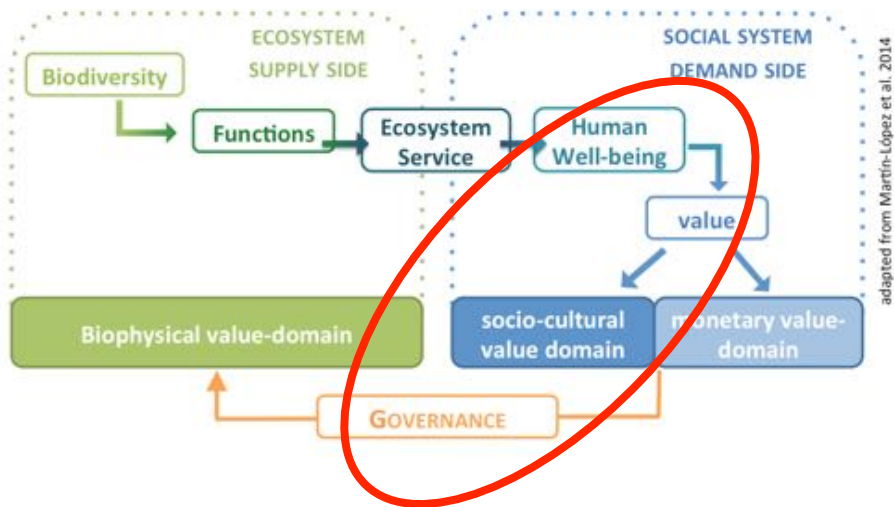 ECOSYSTEM
SUPPLY SIDE
SOCIAL SYSTEM
DEMAND SIDE
Biodiversity
Functions
Ecosystem
Service
Human
Well-being
value
Biophysical value-domain
socio-cultural
value domain
monetary value-
domain
GOVERNANCE
adapted from Martín-López et al. 2014